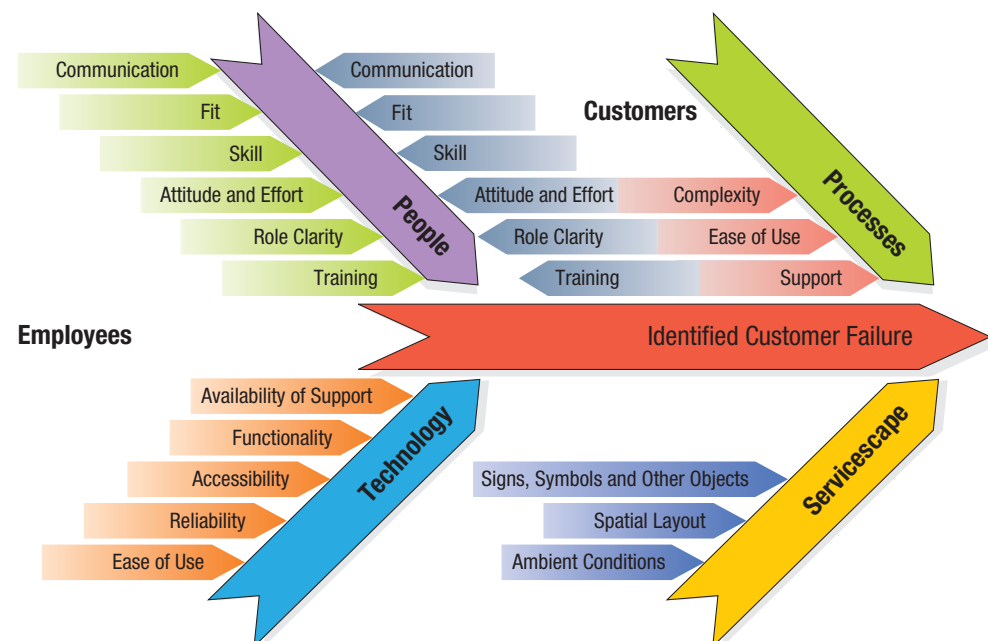 Communication
Communication
Fit
Fit
Customers
Skill
Skill
Attitude and Effort
Attitude and Effort
Complexity
Role Clarity
Role Clarity
Ease of Use
Training
Training
Support
People
Processes
Employees
Identified Customer Failure
Availability of Support
Functionality
Accessibility
Reliability
Ease of Use
Technology
Signs, Symbols and Other Objects
Spatial Layout
Ambient Conditions
Servicescape